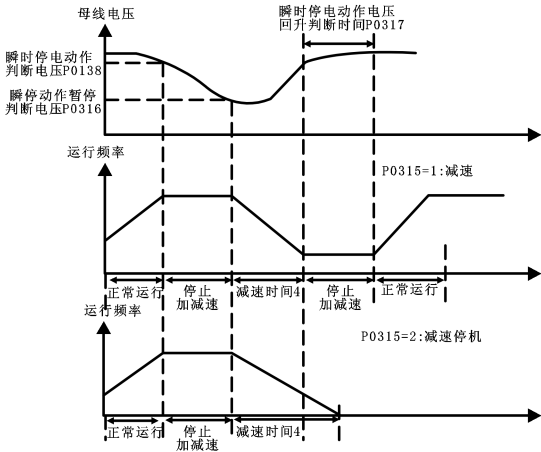 母线电压
瞬时停电动作电压
回升判断时间P0317
瞬时停电动作
判断电压P0138
瞬停动作暂停
判断电压P0316
运行频率
P0315=1:减速
正常运行
停止
加减速
减速时间4
停止
加减速
正常运行
运行频率
P0315=2:减速停机
正常运行
停止
加减速
减速时间4